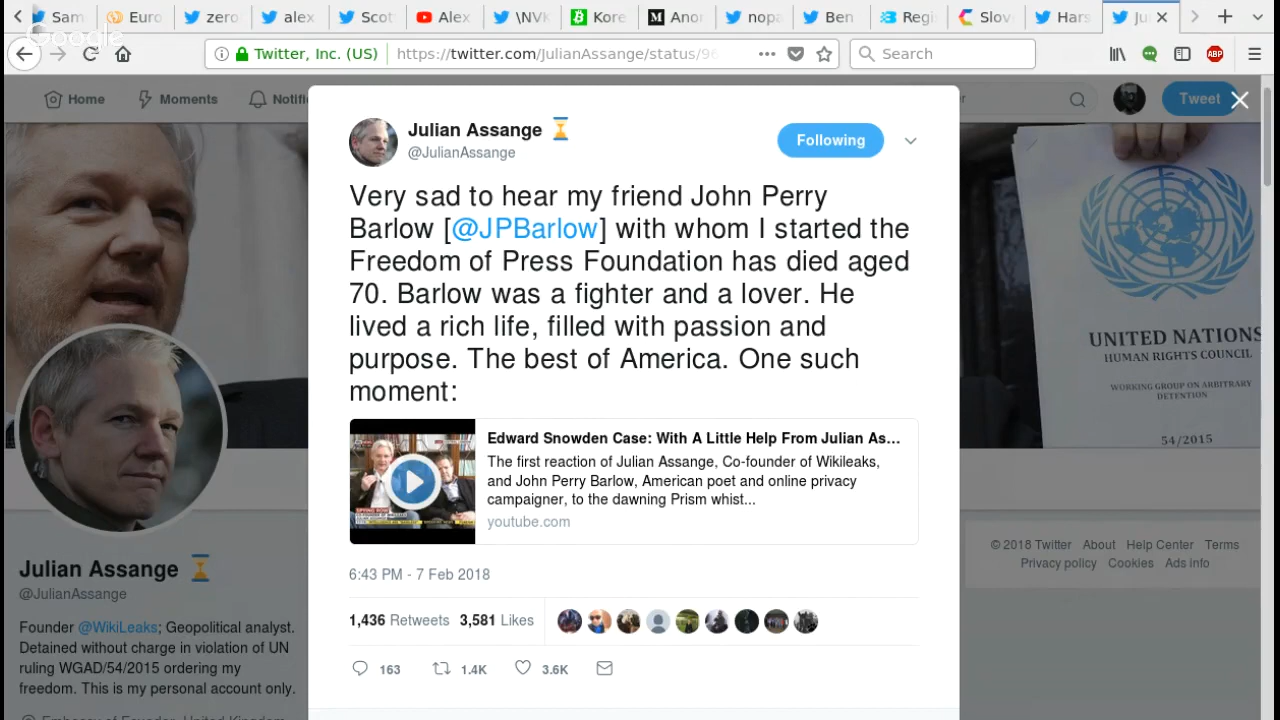 Sam
Euro
zero
alex
Scot
Alex
\NVK
Kore
Anor
nopa
Ben
Regi
Slov
Hars
Google
Twitter, Inc. (US)
https://twitter.com/JulianAssange/status/96
Search
ABP
Home
Moments
Notifi
Tweet
Julian Assange
@JulianAssange
Following
Very sad to hear my friend John Perry
Barlow [@JPBarlow] with whom I started the
Freedom of Press Foundation has died aged
70. Barlow was a fighter and a lover. He
lived a rich life, filled with passion and
purpose. The best of America. One such
moment:
Edward Snowden Case: With A Little Help From Julian As...
The first reaction of Julian Assange, Co-founder of Wikileaks,
and John Perry Barlow, American poet and online privacy
campaigner, to the dawning Prism whist...
youtube.com
6:43 PM - 7 Feb 2018
1,436 Retweets 3,581 Likes
163 1.4K 3.6K
UNITED NATIONS
HUMAN RIGHTS COUNCIL
WORKING GROUP ON ARBITRARY
DETENTION
54/2015
Julian Assange
@JulianAssange
Founder @WikiLeaks; Geopolitical analyst.
Detained without charge in violation of UN
ruling WGAD/54/2015 ordering my
freedom. This is my personal account only.
© 2018 Twitter About Help Center Terms
Privacy policy Cookies Ads info